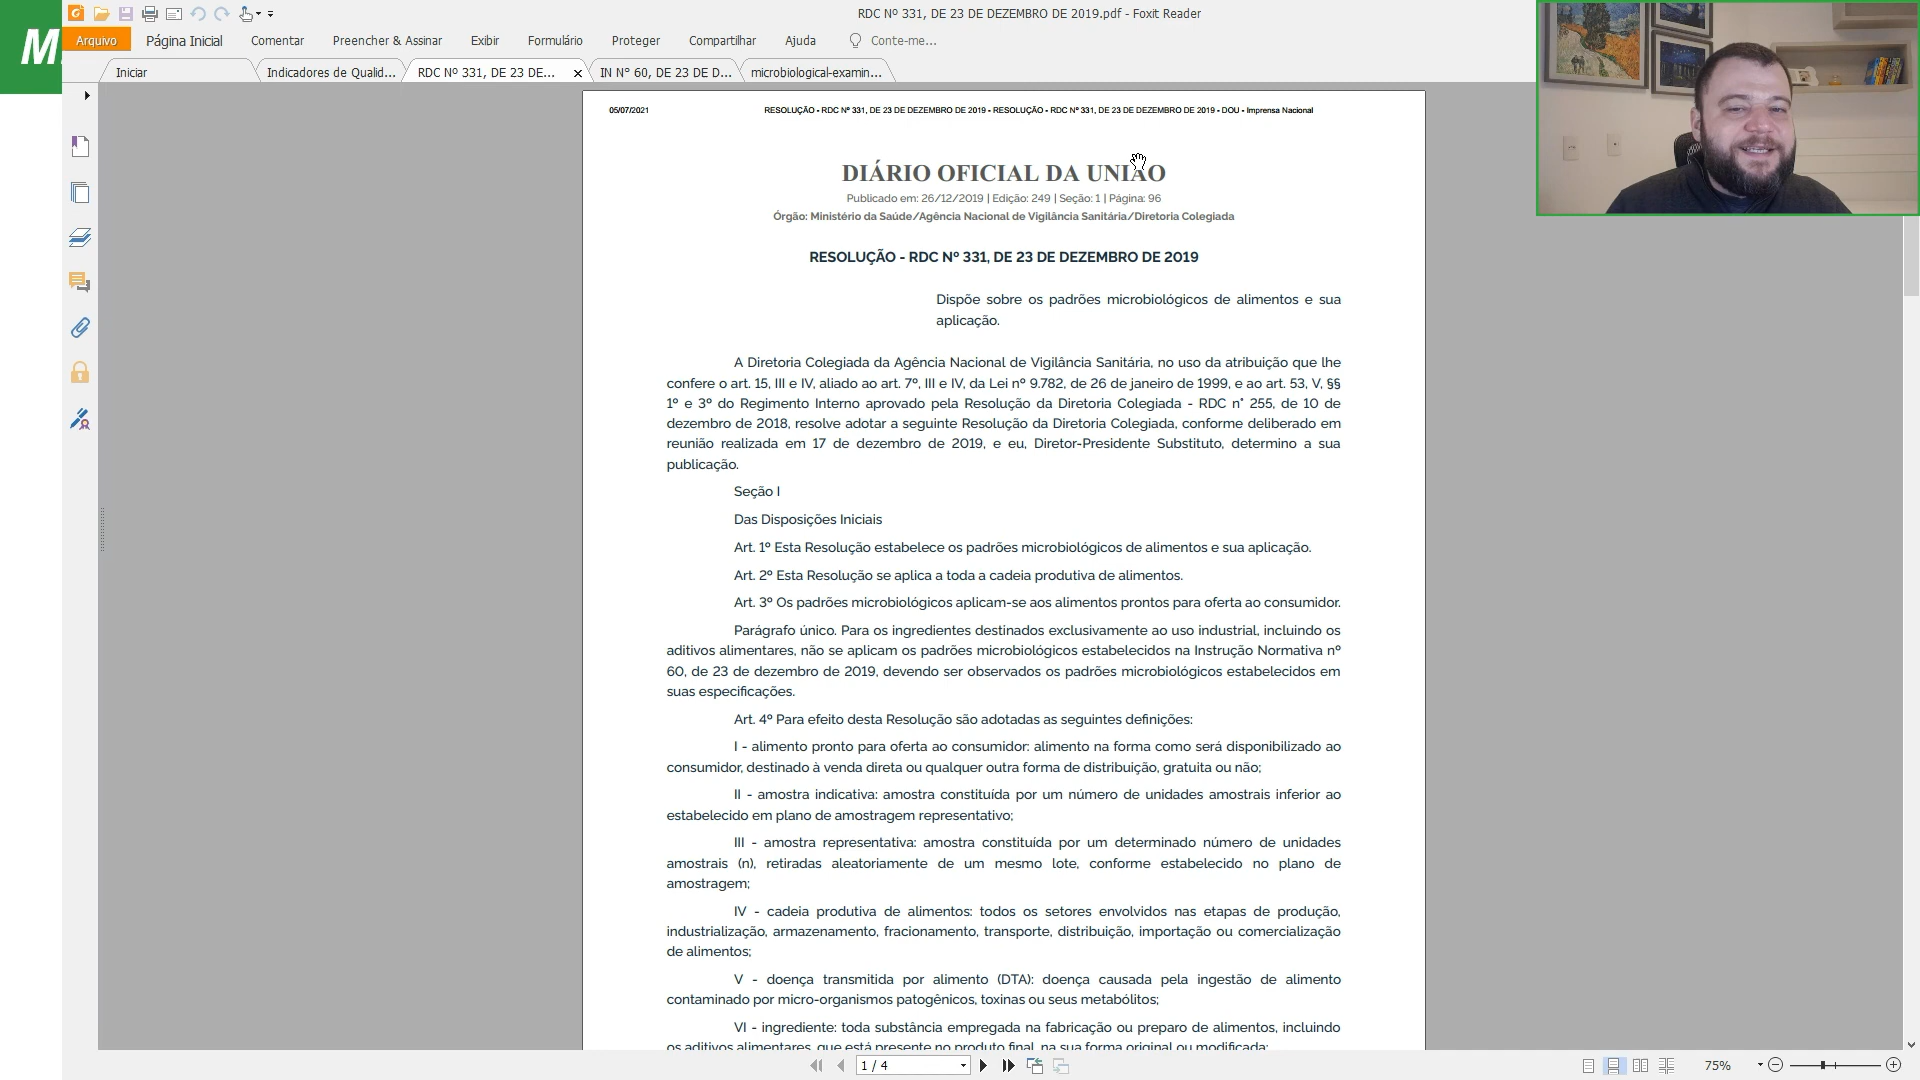 RDC Nº 331, DE 23 DE DEZEMBRO DE 2019.pdf - Foxit Reader
M
Arquivo Página Inicial Comentar Preencher & Assinar Exibir Formulário Proteger Compartilhar Ajuda Conte-me...
Iniciar Indicadores de Qualid... RDC Nº 331, DE 23 DE... IN N° 60, DE 23 DE D... microbiological-examin...
05/07/2021 RESOLUÇÃO - RDC Nº 331, DE 23 DE DEZEMBRO DE 2019 - RESOLUÇÃO - RDC Nº 331, DE 23 DE DEZEMBRO DE 2019 - DOU - Imprensa Nacional
DIÁRIO OFICIAL DA UNIÃO
Publicado em: 26/12/2019 | Edição: 249 | Seção: 1 | Página: 96
Órgão: Ministério da Saúde/Agência Nacional de Vigilância Sanitária/Diretoria Colegiada
RESOLUÇÃO - RDC Nº 331, DE 23 DE DEZEMBRO DE 2019
Dispõe sobre os padrões microbiológicos de alimentos e sua
aplicação.
A Diretoria Colegiada da Agência Nacional de Vigilância Sanitária, no uso da atribuição que lhe
confere o art. 15, III e IV, aliado ao art. 7º, III e IV, da Lei nº 9.782, de 26 de janeiro de 1999, e ao art. 53, V, §§
1º e 3º do Regimento Interno aprovado pela Resolução da Diretoria Colegiada - RDC n° 255, de 10 de
dezembro de 2018, resolve adotar a seguinte Resolução da Diretoria Colegiada, conforme deliberado em
reunião realizada em 17 de dezembro de 2019, e eu, Diretor-Presidente Substituto, determino a sua
publicação.
Seção I
Das Disposições Iniciais
Art. 1º Esta Resolução estabelece os padrões microbiológicos de alimentos e sua aplicação.
Art. 2º Esta Resolução se aplica a toda a cadeia produtiva de alimentos.
Art. 3º Os padrões microbiológicos aplicam-se aos alimentos prontos para oferta ao consumidor.
Parágrafo único. Para os ingredientes destinados exclusivamente ao uso industrial, incluindo os
aditivos alimentares, não se aplicam os padrões microbiológicos estabelecidos na Instrução Normativa nº
60, de 23 de dezembro de 2019, devendo ser observados os padrões microbiológicos estabelecidos em
suas especificações.
Art. 4º Para efeito desta Resolução são adotadas as seguintes definições:
I - alimento pronto para oferta ao consumidor: alimento na forma como será disponibilizado ao
consumidor, destinado à venda direta ou qualquer outra forma de distribuição, gratuita ou não;
II - amostra indicativa: amostra constituída por um número de unidades amostrais inferior ao
estabelecido em plano de amostragem representativo;
III - amostra representativa: amostra constituída por um determinado número de unidades
amostrais (n), retiradas aleatoriamente de um mesmo lote, conforme estabelecido no plano de
amostragem;
IV - cadeia produtiva de alimentos: todos os setores envolvidos nas etapas de produção,
industrialização, armazenamento, fracionamento, transporte, distribuição, importação ou comercialização
de alimentos;
V - doença transmitida por alimento (DTA): doença causada pela ingestão de alimento
contaminado por micro-organismos patogênicos, toxinas ou seus metabólitos;
VI - ingrediente: toda substância empregada na fabricação ou preparo de alimentos, incluindo
os aditivos alimentares, que está presente no produto final, na sua forma original ou modificada;
1 / 4 75%